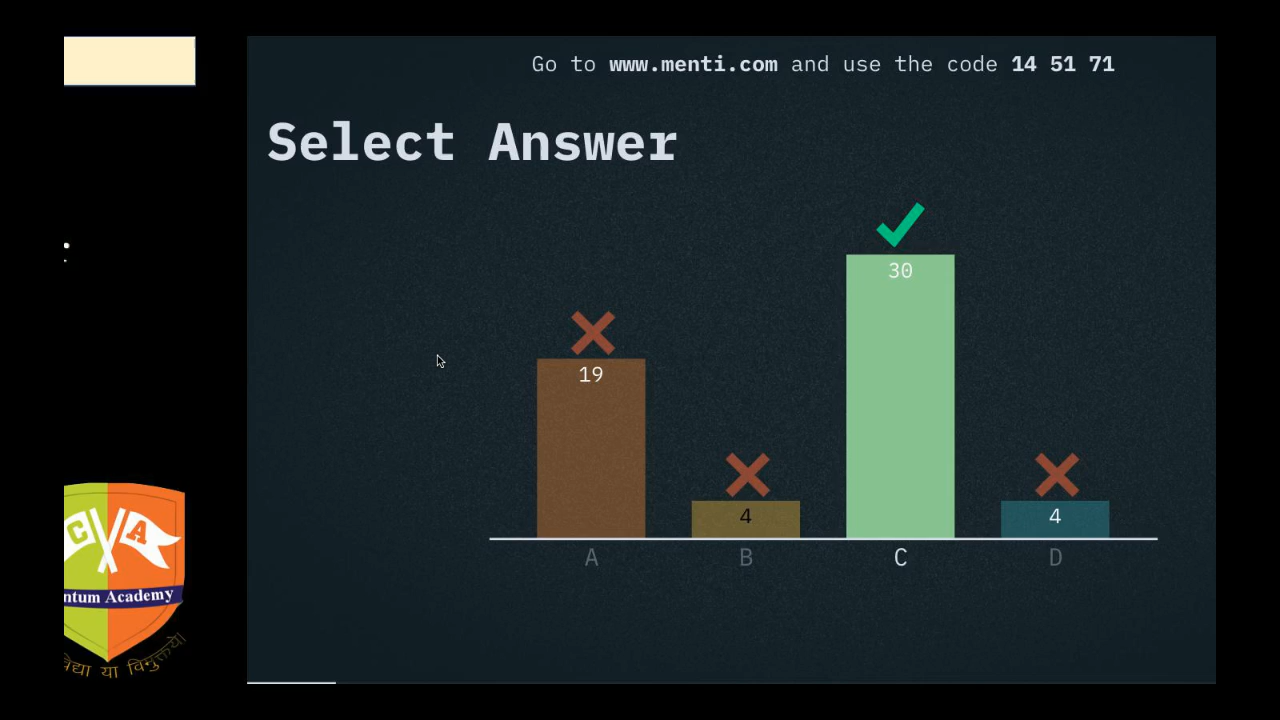 Go to www.menti.com and use the code 14 51 71
Select Answer
30
19
4
4
A
B
C
D
C A
ntum Academy
या विमुक्तये।